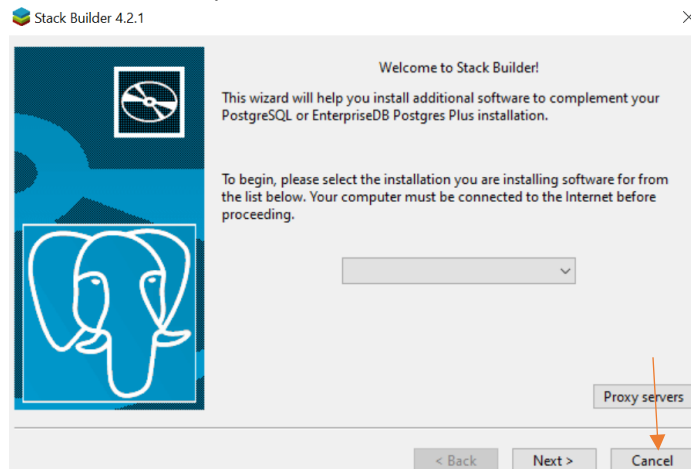 Stack Builder 4.2.1
Welcome to Stack Builder!
This wizard will help you install additional software to complement your
PostgreSQL or EnterpriseDB Postgres Plus installation.
To begin, please select the installation you are installing software for from
the list below. Your computer must be connected to the Internet before
proceeding.
Proxy servers
< Back
Next >
Cancel